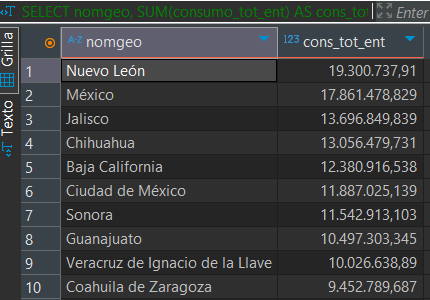 SELECT nomgeo, SUM(consumo_tot_ent) AS cons_to
Enter
Grilla
Texto
A-Z nomgeo 123 cons_tot_ent
1 Nuevo León 19.300.737,91
2 México 17.861.478,829
3 Jalisco 13.696.849,839
4 Chihuahua 13.056.479,731
5 Baja California 12.380.916,538
6 Ciudad de México 11.887.025,139
7 Sonora 11.542.913,103
8 Guanajuato 10.497.303,345
9 Veracruz de Ignacio de la Llave 10.026.638,89
10 Coahuila de Zaragoza 9.452.789,687